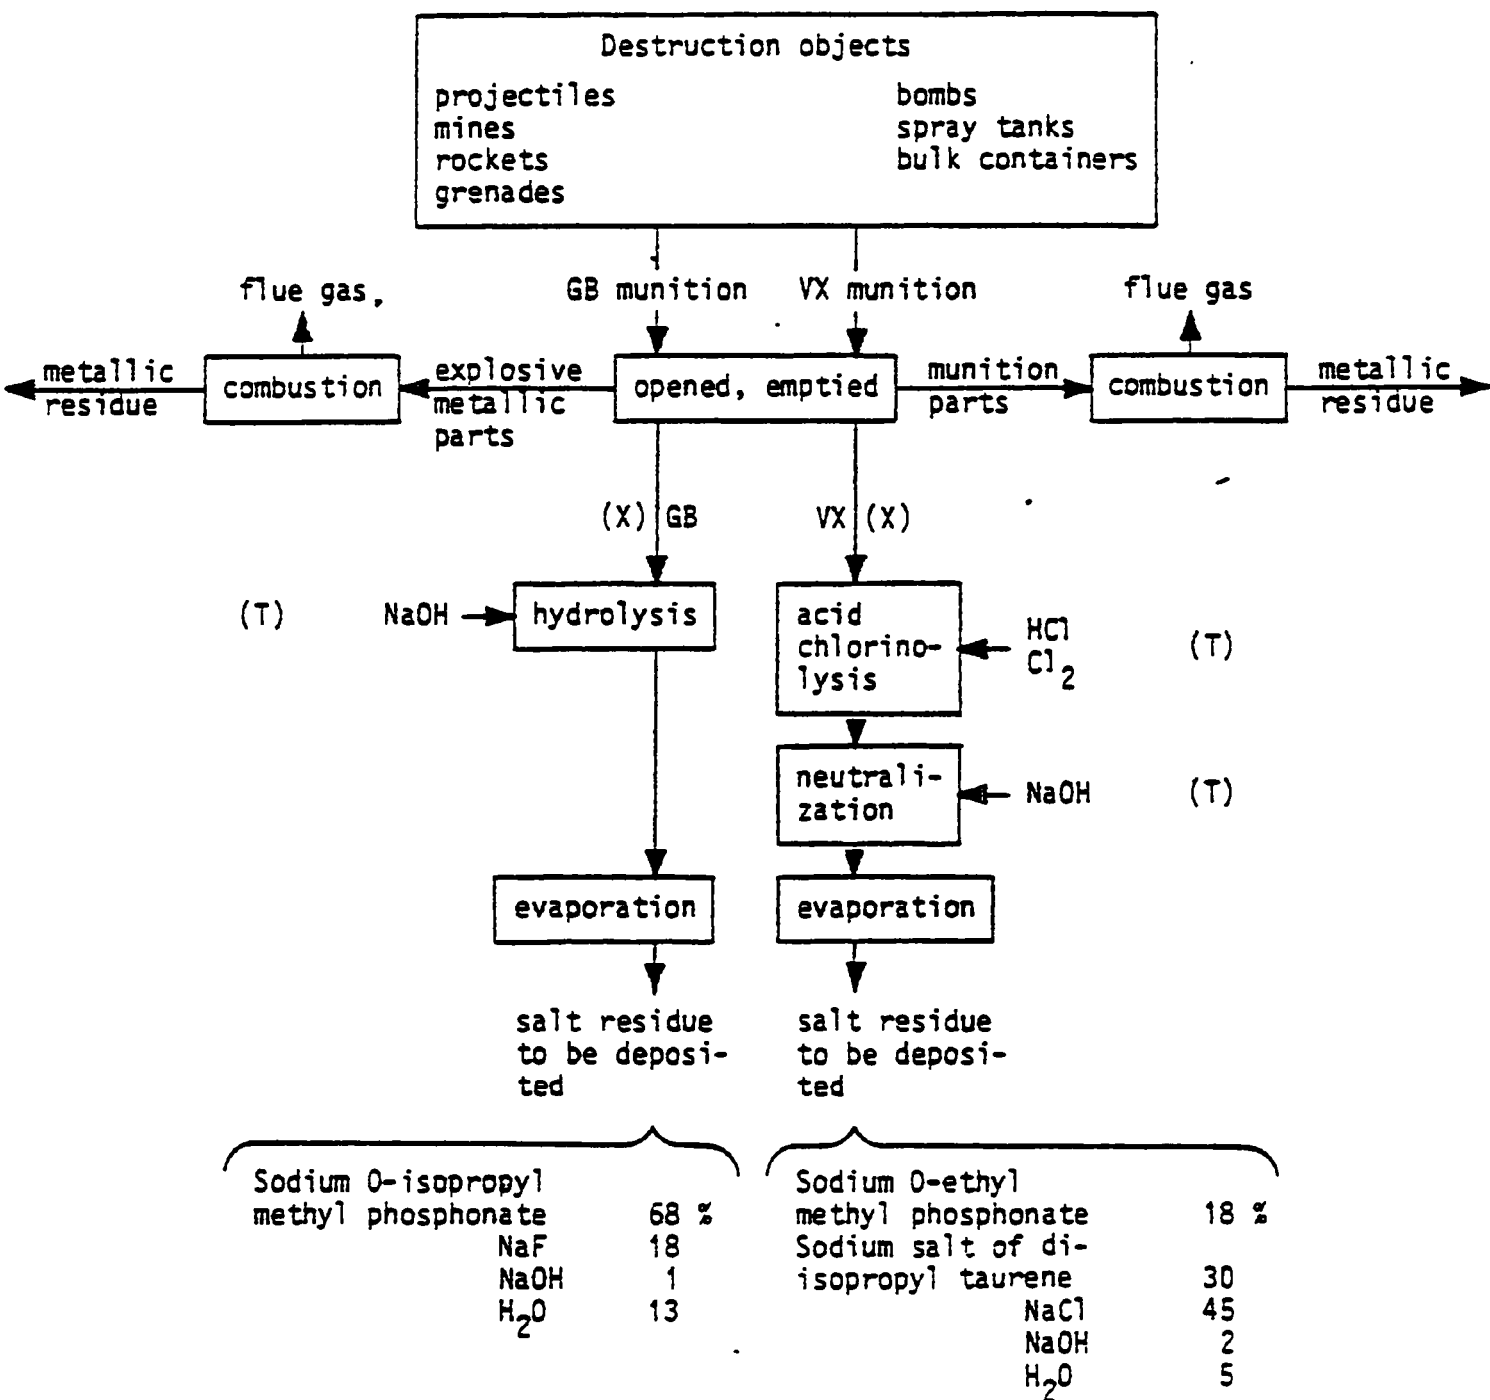 Destruction objects
projectiles
mines
rockets
grenades
bombs
spray tanks
bulk containers
GB munition
VX munition
flue gas
flue gas
metallic
residue
combustion
explosive
metallic
parts
opened, emptied
munition
parts
combustion
metallic
residue
(X) GB
VX (X)
(T)
NaOH
hydrolysis
acid
chlorino-
lysis
HCl
Cl2
(T)
neutrali-
zation
NaOH
(T)
evaporation
evaporation
salt residue
to be deposi-
ted
salt residue
to be deposi-
ted
Sodium O-isopropyl
methyl phosphonate 68 %
NaF 18
NaOH 1
H2O 13
Sodium O-ethyl
methyl phosphonate 18 %
Sodium salt of di-
isopropyl taurene 30
NaCl 45
NaOH 2
H2O 5